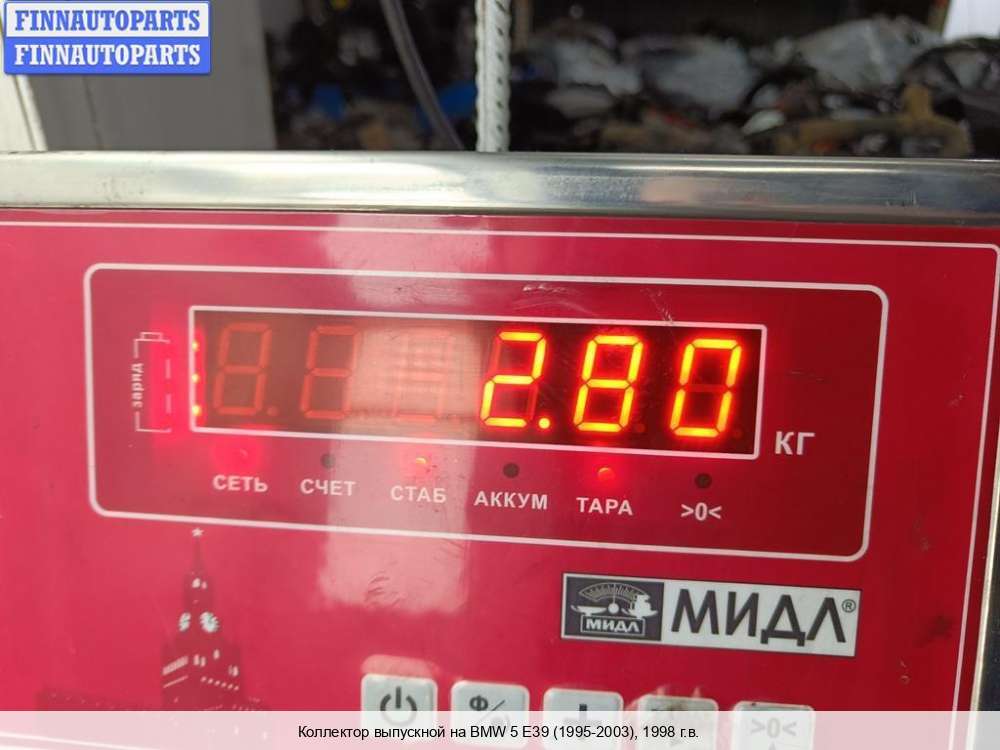 FINNAUTOPARTS
FINNAUTOPARTS
заряд
2.80
КГ
СЕТЬ СЧЕТ СТАБ АККУМ ТАРА >0<
МИДЛ МИДЛ®
Ф/
>0<
Коллектор выпускной на BMW 5 E39 (1995-2003), 1998 г.в.